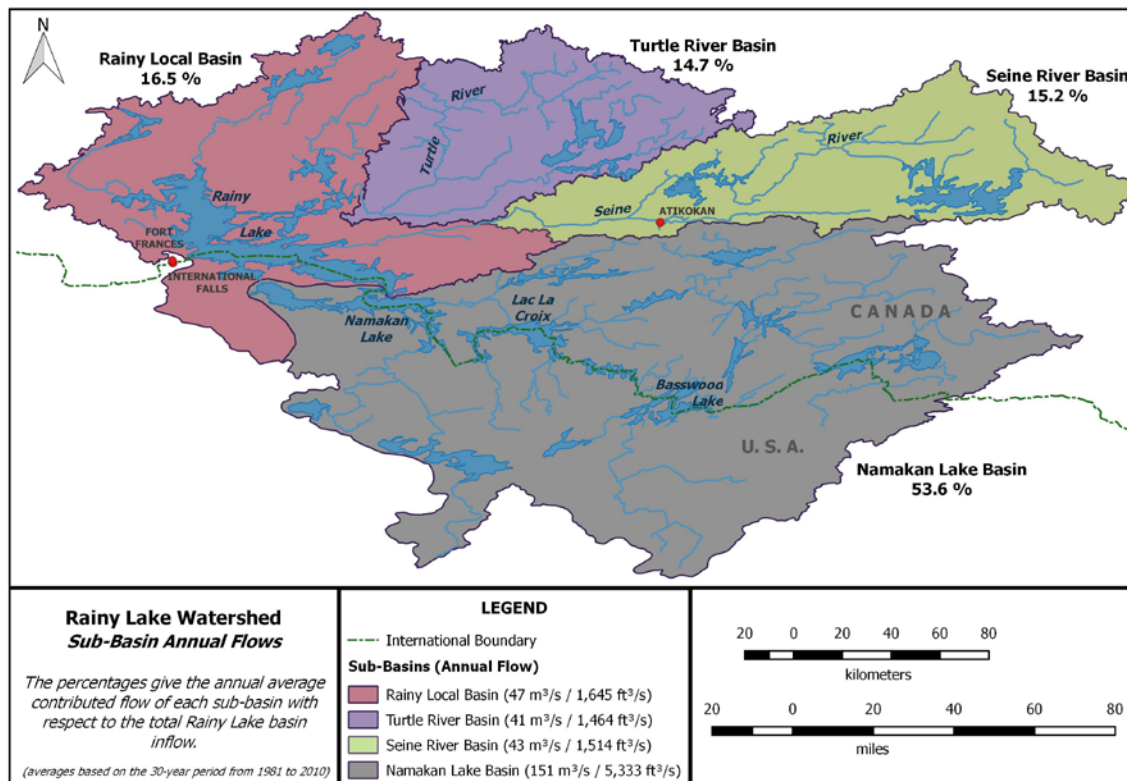 N
Rainy Local Basin
16.5 %
Turtle River Basin
14.7 %
Seine River Basin
15.2 %
River
Turtle
River
Seine
ATIKOKAN
Rainy
Lake
FORT
FRANCES
INTERNATIONAL
FALLS
Namakan
Lake
Lac La
Croix
CANADA
Basswood
Lake
U.S.A.
Namakan Lake Basin
53.6 %
Rainy Lake Watershed
Sub-Basin Annual Flows
The percentages give the annual average
contributed flow of each sub-basin with
respect to the total Rainy Lake basin
inflow.
(averages based on the 30-year period from 1981 to 2010)
LEGEND
International Boundary
Sub-Basins (Annual Flow)
Rainy Local Basin (47 m³/s / 1,645 ft³/s)
Turtle River Basin (41 m³/s / 1,464 ft³/s)
Seine River Basin (43 m³/s / 1,514 ft³/s)
Namakan Lake Basin (151 m³/s / 5,333 ft³/s)
20 0 20 40 60 80
kilometers
20 0 20 40 60 80
miles